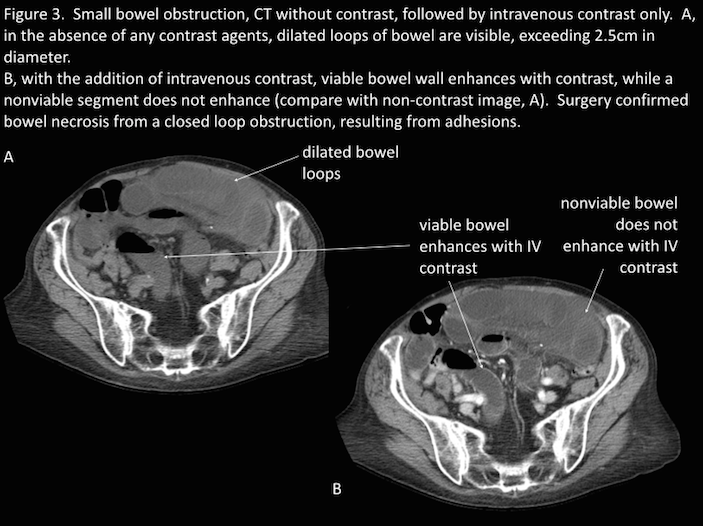 Figure 3.  Small bowel obstruction, CT without contrast, followed by intravenous contrast only.  A,
in the absence of any contrast agents, dilated loops of bowel are visible, exceeding 2.5cm in
diameter.
B, with the addition of intravenous contrast, viable bowel wall enhances with contrast, while a
nonviable segment does not enhance (compare with non-contrast image, A).  Surgery confirmed
bowel necrosis from a closed loop obstruction, resulting from adhesions.
A
dilated bowel
loops
viable bowel
enhances with IV
contrast
nonviable bowel
does not
enhance with IV
contrast
B